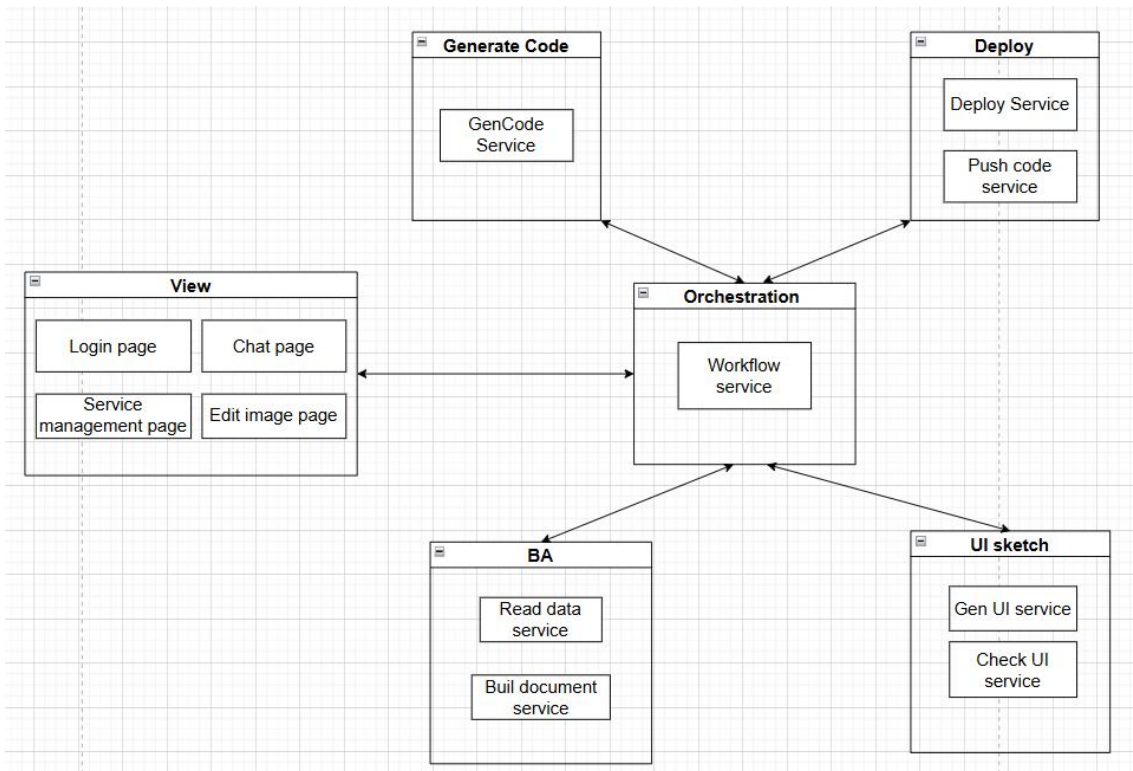 Generate Code
GenCode
Service
Deploy
Deploy Service
Push code
service
View
Login page
Chat page
Service
management page
Edit image page
Orchestration
Workflow
service
BA
Read data
service
Buil document
service
UI sketch
Gen UI service
Check UI
service